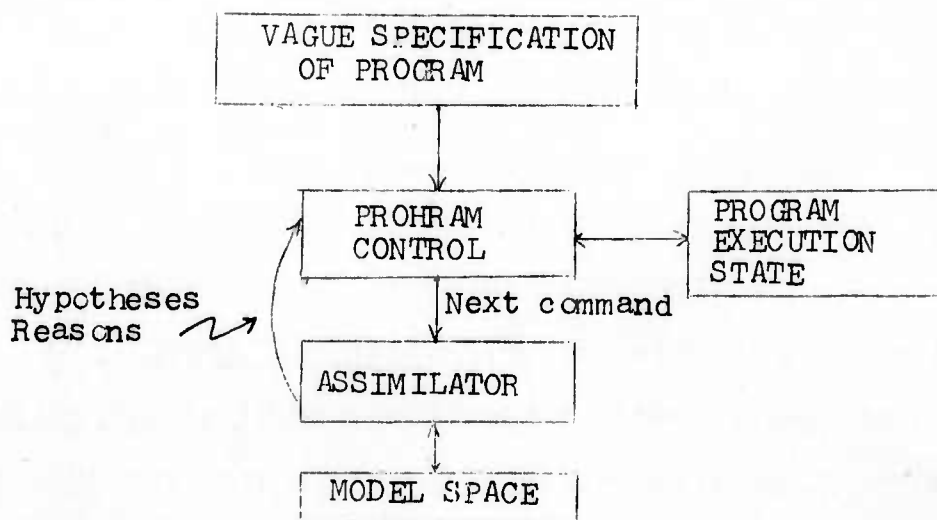 VAGUE SPECIFICATION
OF PROGRAM
PROHRAM
CONTROL
PROGRAM
EXECUTION
STATE
Hypotheses
Reasons
Next command
ASSIMILATOR
MODEL SPACE